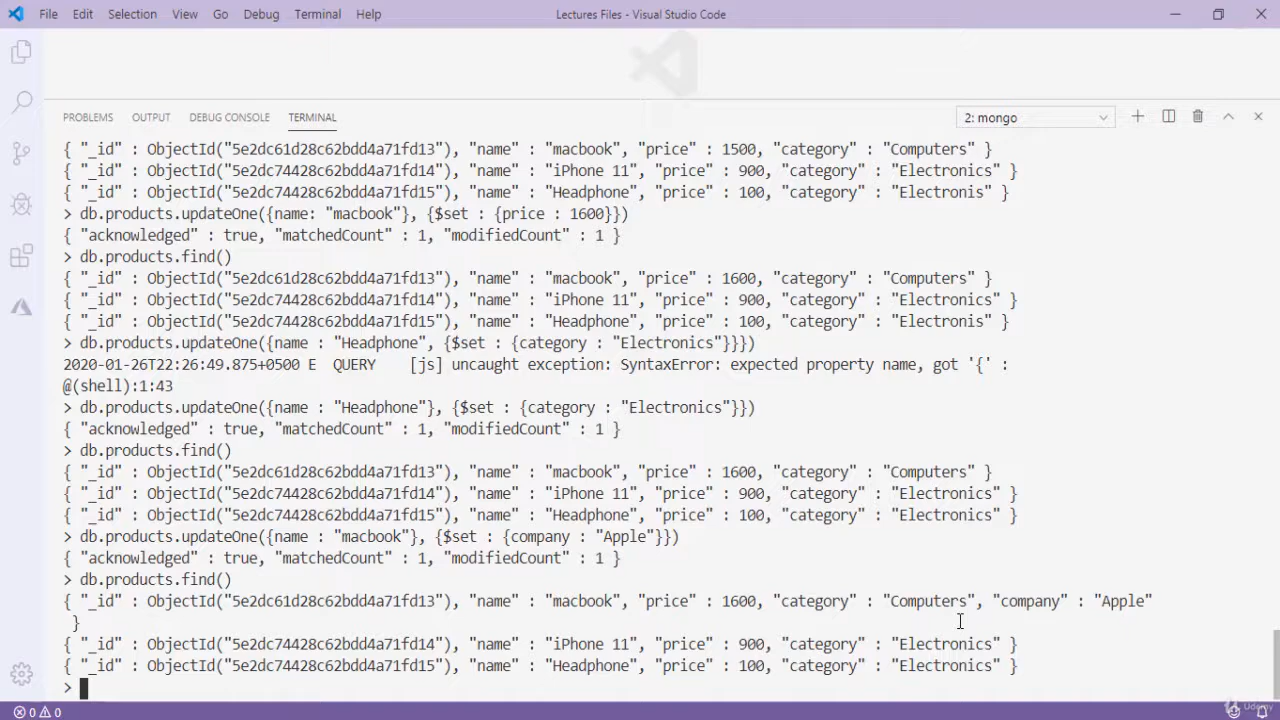 File Edit Selection View Go Debug Terminal Help Lectures Files - Visual Studio Code
PROBLEMS OUTPUT DEBUG CONSOLE TERMINAL 2: mongo
{ "_id" : ObjectId("5e2dc61d28c62bdd4a71fd13"), "name" : "macbook", "price" : 1500, "category" : "Computers" }
{ "_id" : ObjectId("5e2dc74428c62bdd4a71fd14"), "name" : "iPhone 11", "price" : 900, "category" : "Electronics" }
{ "_id" : ObjectId("5e2dc74428c62bdd4a71fd15"), "name" : "Headphone", "price" : 100, "category" : "Electronis" }
> db.products.updateOne({name: "macbook"}, {$set : {price : 1600}})
{ "acknowledged" : true, "matchedCount" : 1, "modifiedCount" : 1 }
> db.products.find()
{ "_id" : ObjectId("5e2dc61d28c62bdd4a71fd13"), "name" : "macbook", "price" : 1600, "category" : "Computers" }
{ "_id" : ObjectId("5e2dc74428c62bdd4a71fd14"), "name" : "iPhone 11", "price" : 900, "category" : "Electronics" }
{ "_id" : ObjectId("5e2dc74428c62bdd4a71fd15"), "name" : "Headphone", "price" : 100, "category" : "Electronis" }
> db.products.updateOne({name : "Headphone", {$set : {category : "Electronics"}}})
2020-01-26T22:26:49.875+0500 E QUERY [js] uncaught exception: SyntaxError: expected property name, got '{' :
@(shell):1:43
> db.products.updateOne({name : "Headphone"}, {$set : {category : "Electronics"}})
{ "acknowledged" : true, "matchedCount" : 1, "modifiedCount" : 1 }
> db.products.find()
{ "_id" : ObjectId("5e2dc61d28c62bdd4a71fd13"), "name" : "macbook", "price" : 1600, "category" : "Computers" }
{ "_id" : ObjectId("5e2dc74428c62bdd4a71fd14"), "name" : "iPhone 11", "price" : 900, "category" : "Electronics" }
{ "_id" : ObjectId("5e2dc74428c62bdd4a71fd15"), "name" : "Headphone", "price" : 100, "category" : "Electronics" }
> db.products.updateOne({name : "macbook"}, {$set : {company : "Apple"}})
{ "acknowledged" : true, "matchedCount" : 1, "modifiedCount" : 1 }
> db.products.find()
{ "_id" : ObjectId("5e2dc61d28c62bdd4a71fd13"), "name" : "macbook", "price" : 1600, "category" : "Computers", "company" : "Apple"
}
{ "_id" : ObjectId("5e2dc74428c62bdd4a71fd14"), "name" : "iPhone 11", "price" : 900, "category" : "Electronics" }
{ "_id" : ObjectId("5e2dc74428c62bdd4a71fd15"), "name" : "Headphone", "price" : 100, "category" : "Electronics" }
>
0 0 Udemy